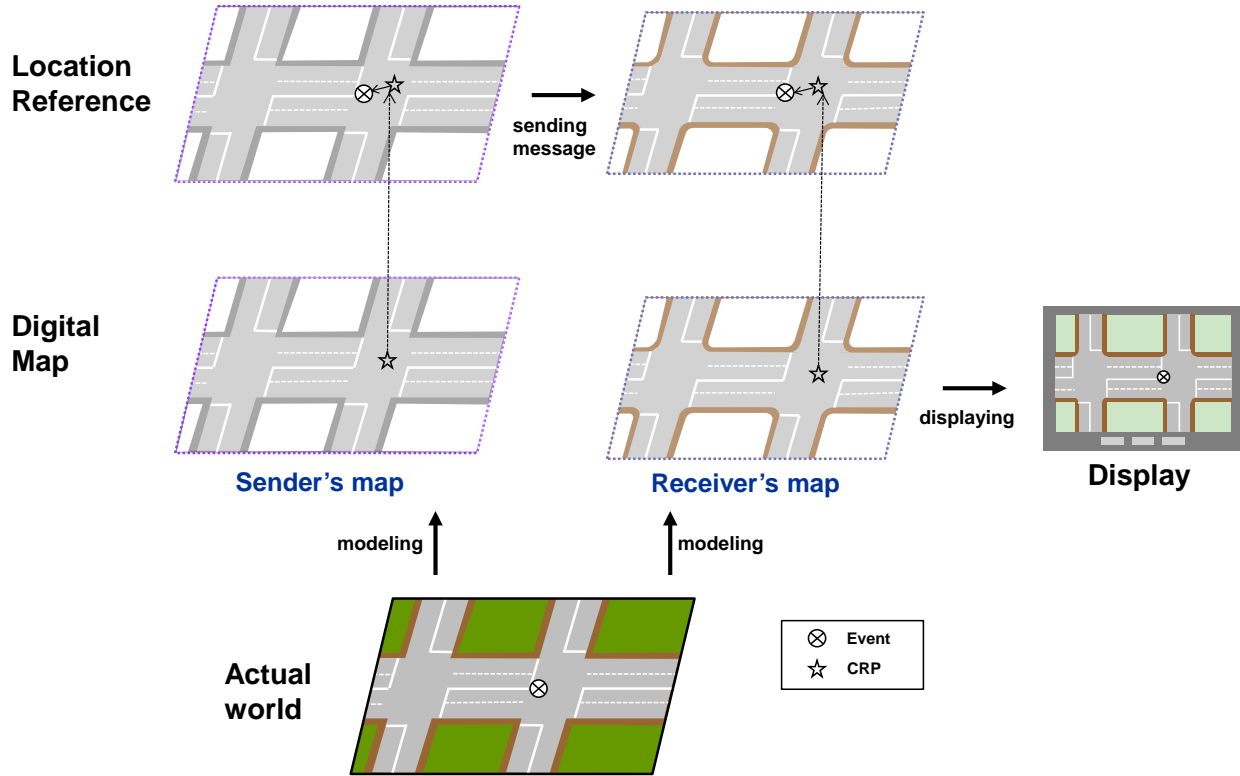 Location
Reference
sending
message
Digital
Map
displaying
Sender’s map
Receiver’s map
Display
modeling
modeling
Actual
world
Event
CRP